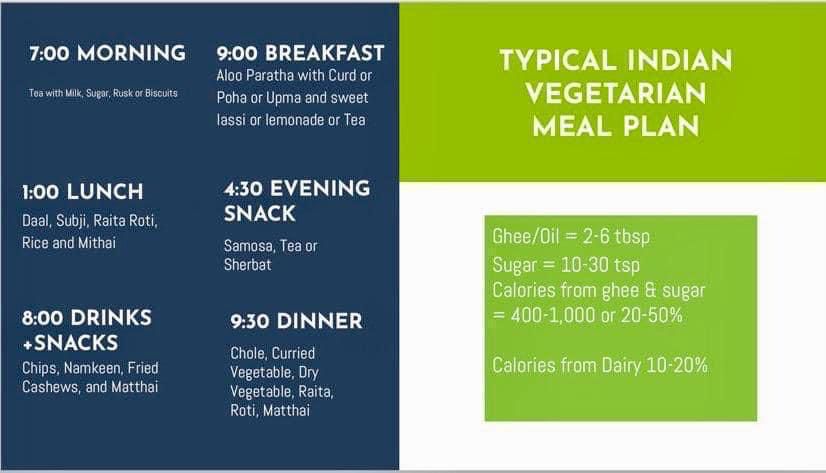 7:00 MORNING
Tea with Milk, Sugar, Rusk or Biscuits
9:00 BREAKFAST
Aloo Paratha with Curd or
Poha or Upma and sweet
lassi or lemonade or Tea
1:00 LUNCH
Daal, Subji, Raita Roti,
Rice and Mithai
4:30 EVENING
SNACK
Samosa, Tea or
Sherbat
8:00 DRINKS
+SNACKS
Chips, Namkeen, Fried
Cashews, and Matthai
9:30 DINNER
Chole, Curried
Vegetable, Dry
Vegetable, Raita,
Roti, Matthai
TYPICAL INDIAN
VEGETARIAN
MEAL PLAN
Ghee/Oil = 2-6 tbsp
Sugar = 10-30 tsp
Calories from ghee & sugar
= 400-1,000 or 20-50%
Calories from Dairy 10-20%